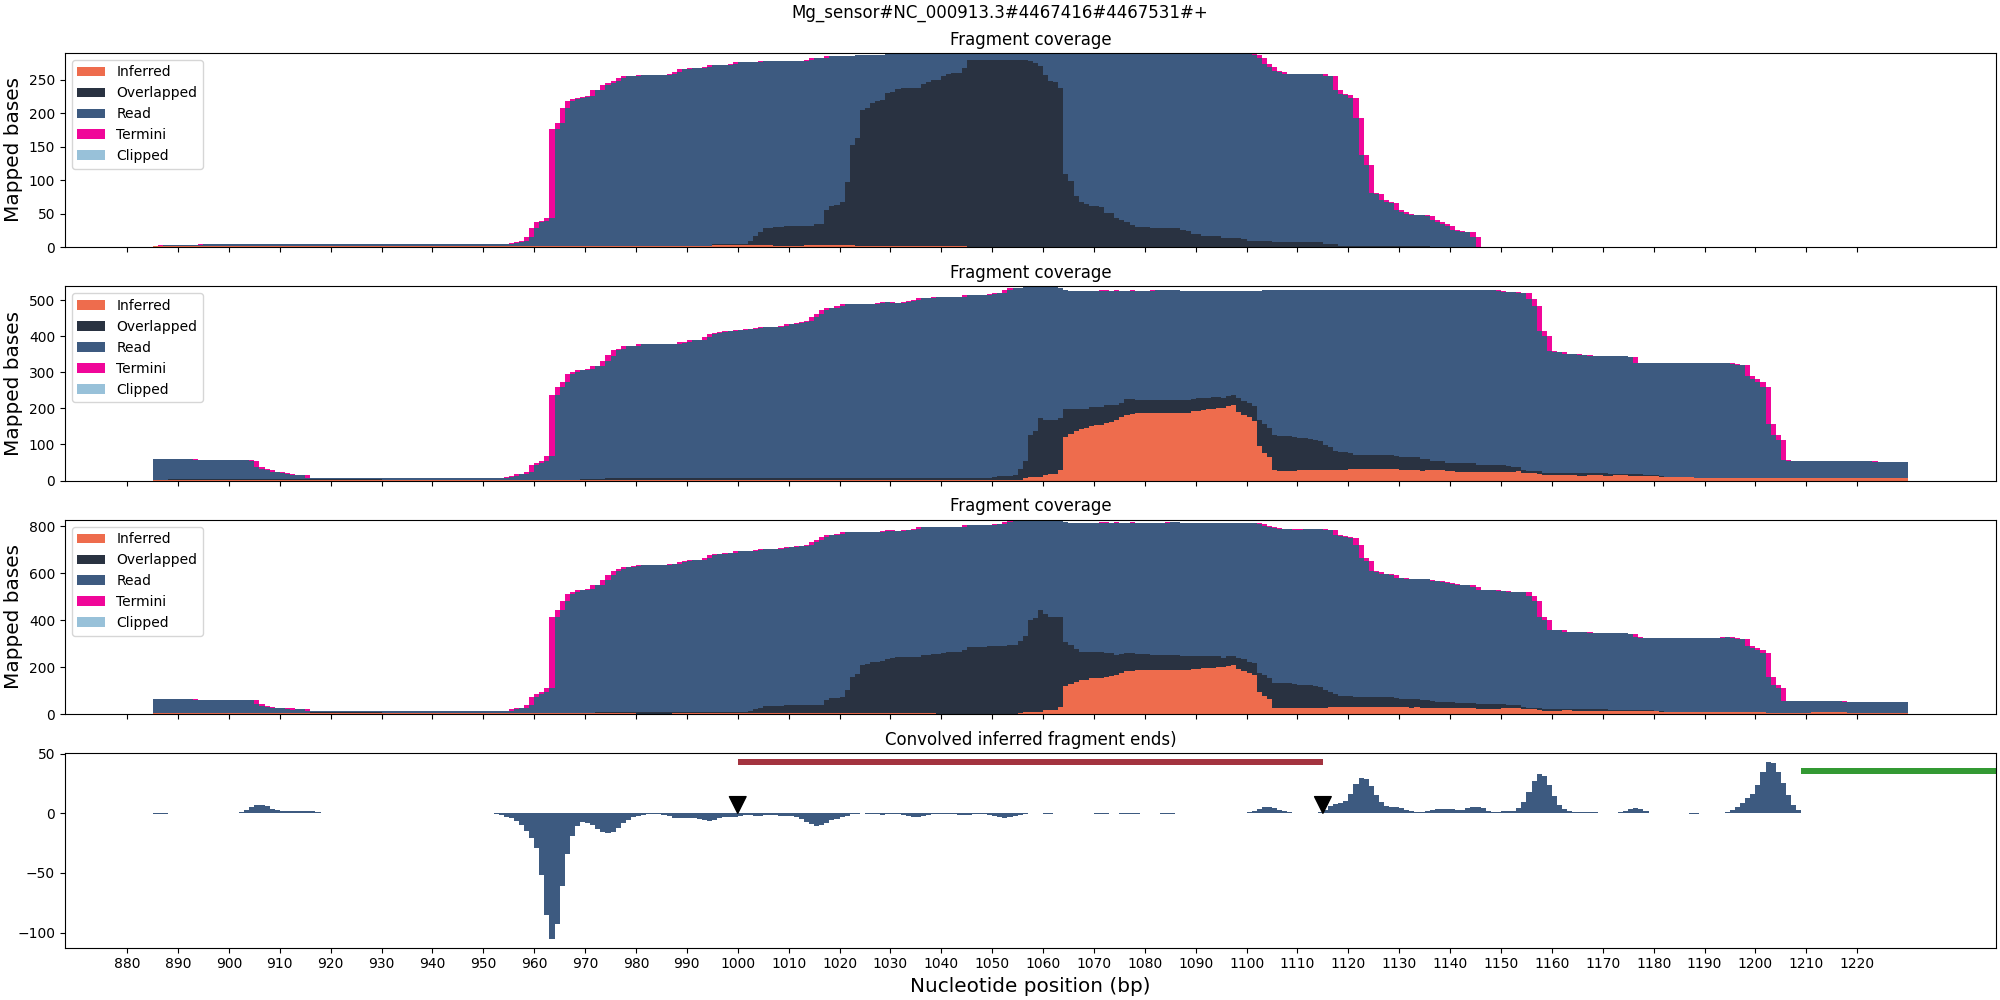 Mg_sensor#NC_000913.3#4467416#4467531#+
Fragment coverage
Mapped bases
250
200
150
100
50
0
Inferred
Overlapped
Read
Termini
Clipped
Fragment coverage
Mapped bases
500
400
300
200
100
0
Inferred
Overlapped
Read
Termini
Clipped
Fragment coverage
Mapped bases
800
600
400
200
0
Inferred
Overlapped
Read
Termini
Clipped
Convolved inferred fragment ends)
50
0
−50
−100
880 890 900 910 920 930 940 950 960 970 980 990 1000 1010 1020 1030 1040 1050 1060 1070 1080 1090 1100 1110 1120 1130 1140 1150 1160 1170 1180 1190 1200 1210 1220
Nucleotide position (bp)